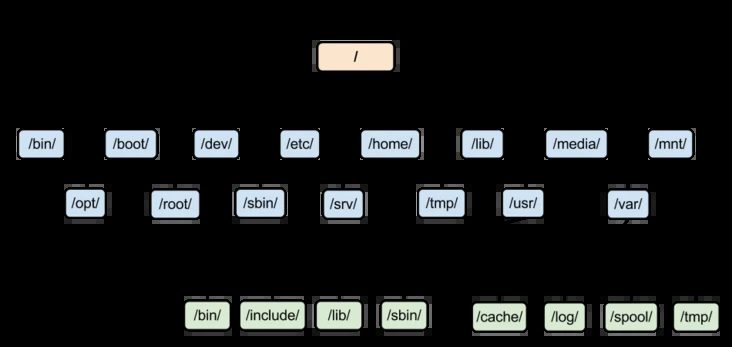 /
/bin/ /boot/ /dev/ /etc/ /home/ /lib/ /media/ /mnt/
/opt/ /root/ /sbin/ /srv/ /tmp/ /usr/ /var/
/bin/ /include/ /lib/ /sbin/ /cache/ /log/ /spool/ /tmp/